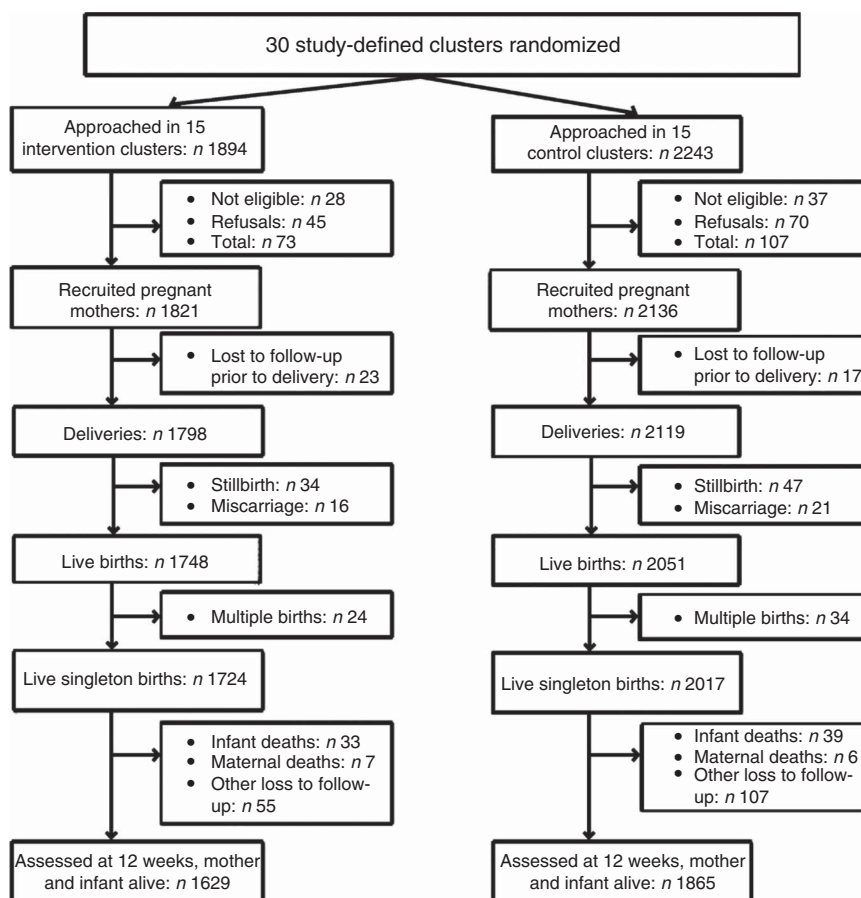 30 study-defined clusters randomized
Approached in 15
intervention clusters: n 1894
• Not eligible: n 28
• Refusals: n 45
• Total: n 73
Recruited pregnant
mothers: n 1821
• Lost to follow-up
prior to delivery: n 23
Deliveries: n 1798
• Stillbirth: n 34
• Miscarriage: n 16
Live births: n 1748
• Multiple births: n 24
Live singleton births: n 1724
• Infant deaths: n 33
• Maternal deaths: n 7
• Other loss to follow-
up: n 55
Assessed at 12 weeks, mother
and infant alive: n 1629
Approached in 15
control clusters: n 2243
• Not eligible: n 37
• Refusals: n 70
• Total: n 107
Recruited pregnant
mothers: n 2136
• Lost to follow-up
prior to delivery: n 17
Deliveries: n 2119
• Stillbirth: n 47
• Miscarriage: n 21
Live births: n 2051
• Multiple births: n 34
Live singleton births: n 2017
• Infant deaths: n 39
• Maternal deaths: n 6
• Other loss to follow-
up: n 107
Assessed at 12 weeks, mother
and infant alive: n 1865